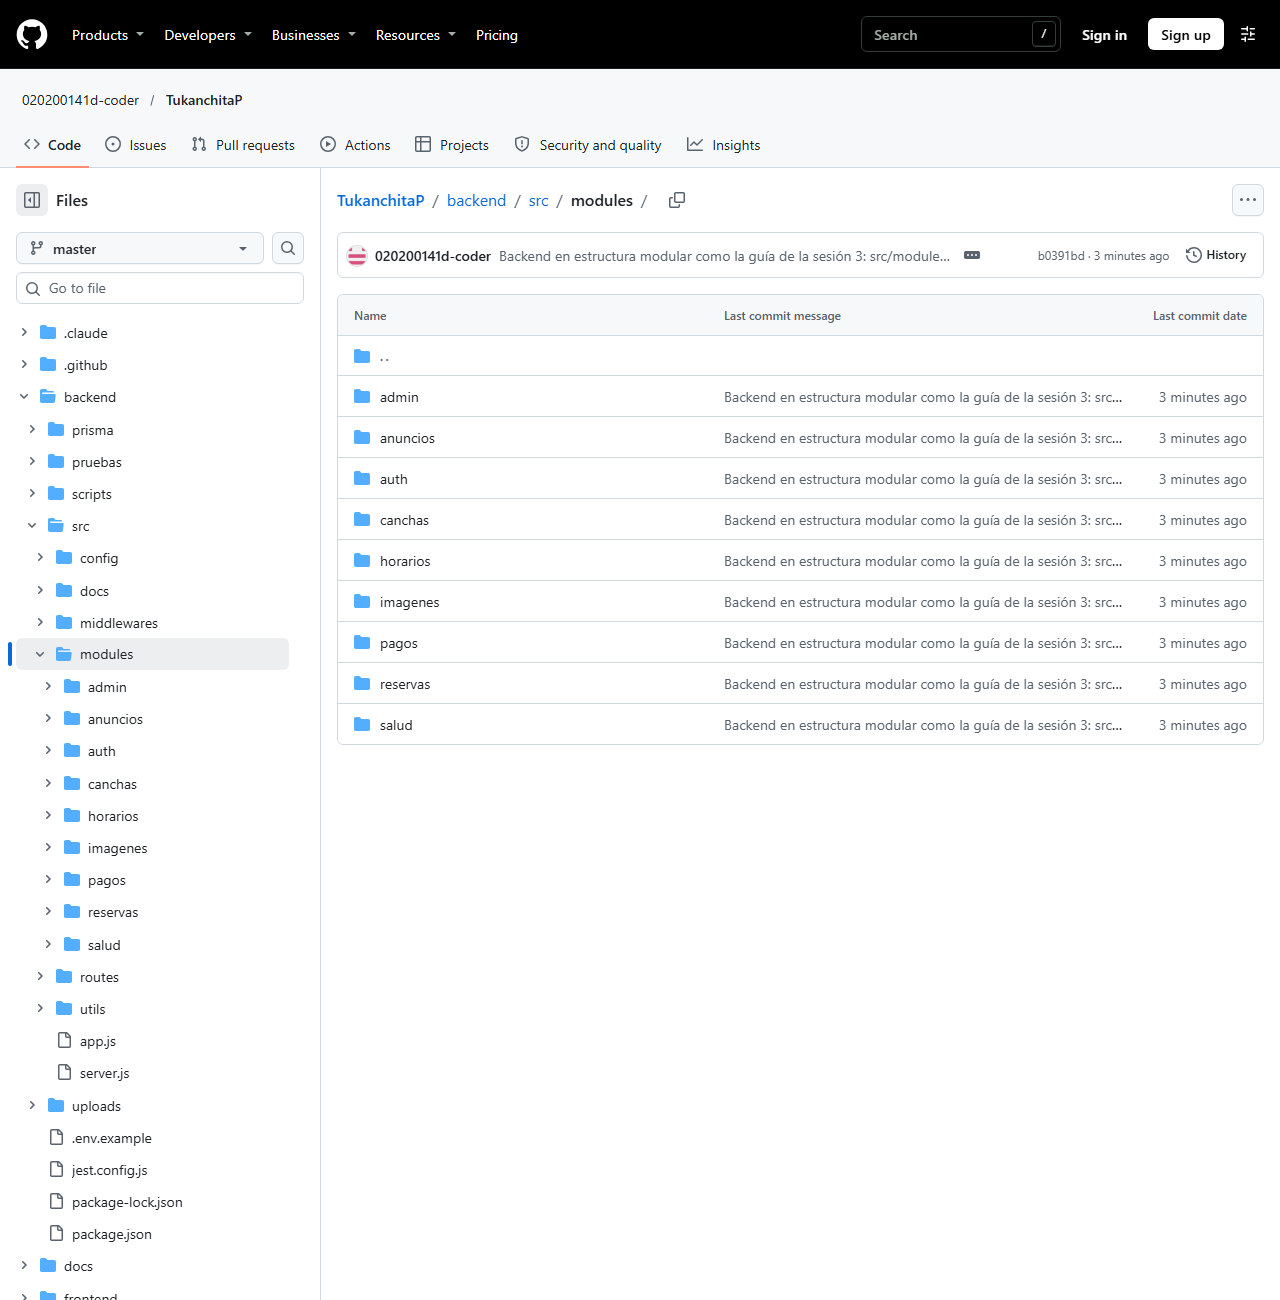 Products Developers Businesses Resources Pricing Search / Sign in Sign up
020200141d-coder / TukanchitaP
Code Issues Pull requests Actions Projects Security and quality Insights
Files
master
Go to file
.claude
.github
backend
prisma
pruebas
scripts
src
config
docs
middlewares
modules
admin
anuncios
auth
canchas
horarios
imagenes
pagos
reservas
salud
routes
utils
app.js
server.js
uploads
.env.example
jest.config.js
package-lock.json
package.json
docs
frontend
TukanchitaP / backend / src / modules /
020200141d-coder Backend en estructura modular como la guía de la sesión 3: src/module... b0391bd · 3 minutes ago History
Name Last commit message Last commit date
..
admin Backend en estructura modular como la guía de la sesión 3: src... 3 minutes ago
anuncios Backend en estructura modular como la guía de la sesión 3: src... 3 minutes ago
auth Backend en estructura modular como la guía de la sesión 3: src... 3 minutes ago
canchas Backend en estructura modular como la guía de la sesión 3: src... 3 minutes ago
horarios Backend en estructura modular como la guía de la sesión 3: src... 3 minutes ago
imagenes Backend en estructura modular como la guía de la sesión 3: src... 3 minutes ago
pagos Backend en estructura modular como la guía de la sesión 3: src... 3 minutes ago
reservas Backend en estructura modular como la guía de la sesión 3: src... 3 minutes ago
salud Backend en estructura modular como la guía de la sesión 3: src... 3 minutes ago